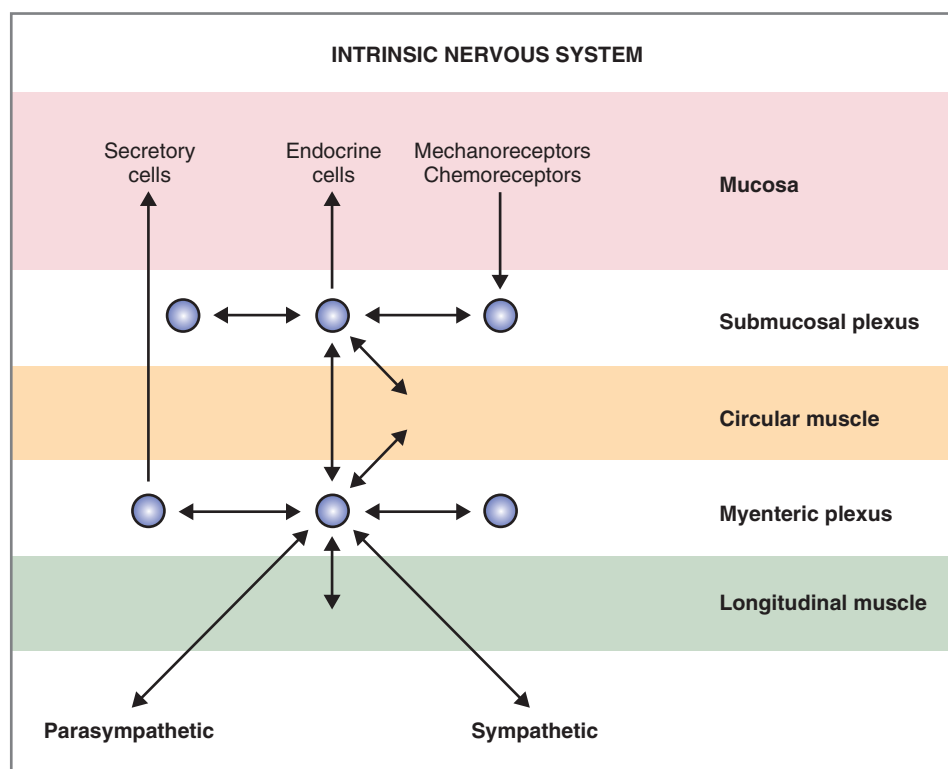 INTRINSIC NERVOUS SYSTEM
Secretory
cells
Endocrine
cells
Mechanoreceptors
Chemoreceptors
Mucosa
Submucosal plexus
Circular muscle
Myenteric plexus
Longitudinal muscle
Parasympathetic
Sympathetic